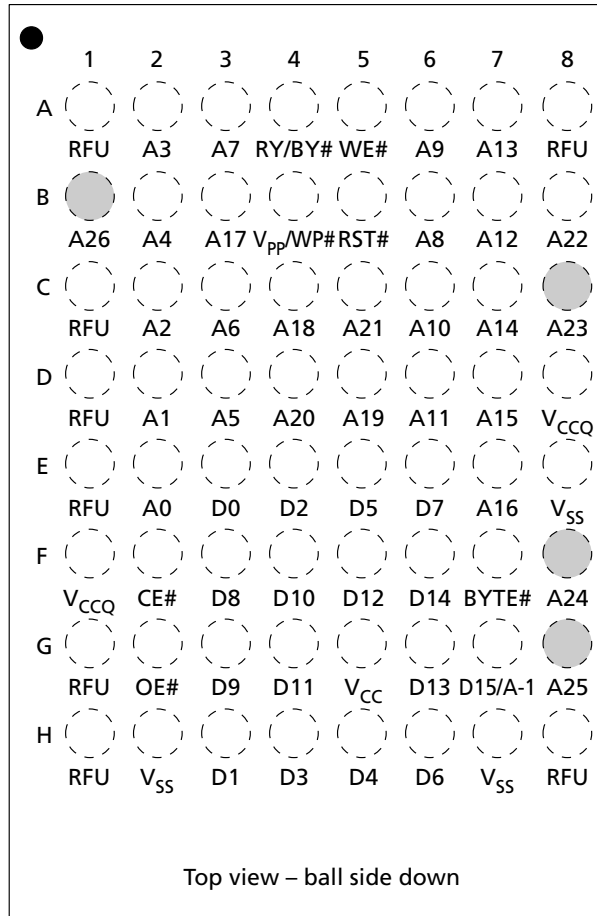 1 2 3 4 5 6 7 8
A
RFU A3 A7 RY/BY# WE# A9 A13 RFU
B
A26 A4 A17 VPP/WP# RST# A8 A12 A22
C
RFU A2 A6 A18 A21 A10 A14 A23
D
RFU A1 A5 A20 A19 A11 A15 VCCQ
E
RFU A0 D0 D2 D5 D7 A16 VSS
F
VCCQ CE# D8 D10 D12 D14 BYTE# A24
G
RFU OE# D9 D11 VCC D13 D15/A-1 A25
H
RFU VSS D1 D3 D4 D6 VSS RFU
Top view – ball side down